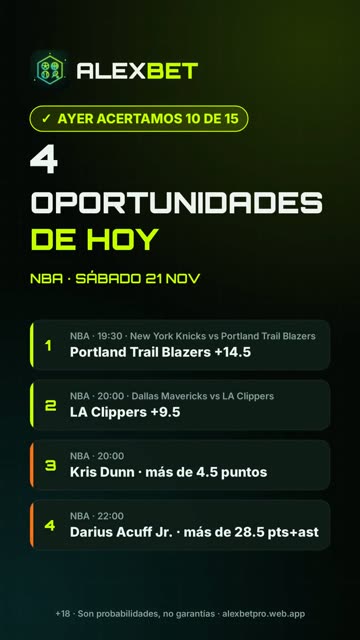 ALEXBET
✓ AYER ACERTAMOS 10 DE 15
4
OPORTUNIDADES
DE HOY
NBA · SÁBADO 21 NOV
1
NBA · 19:30 · New York Knicks vs Portland Trail Blazers
Portland Trail Blazers +14.5
2
NBA · 20:00 · Dallas Mavericks vs LA Clippers
LA Clippers +9.5
3
NBA · 20:00
Kris Dunn · más de 4.5 puntos
4
NBA · 22:00
Darius Acuff Jr. · más de 28.5 pts+ast
+18 · Son probabilidades, no garantías · alexbetpro.web.app